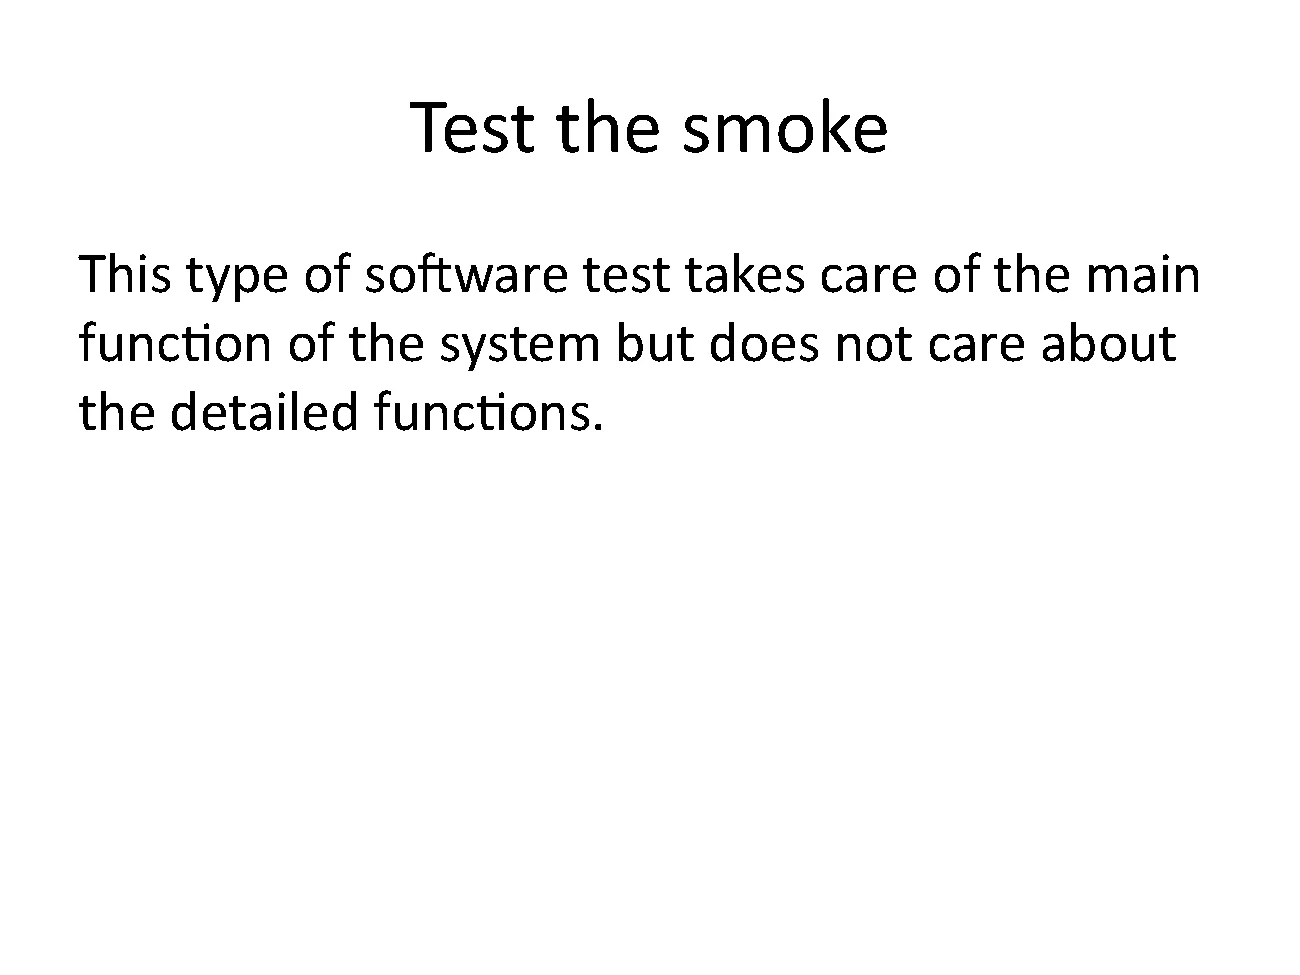 Test the smoke
This type of software test takes care of the main
function of the system but does not care about
the detailed functions.